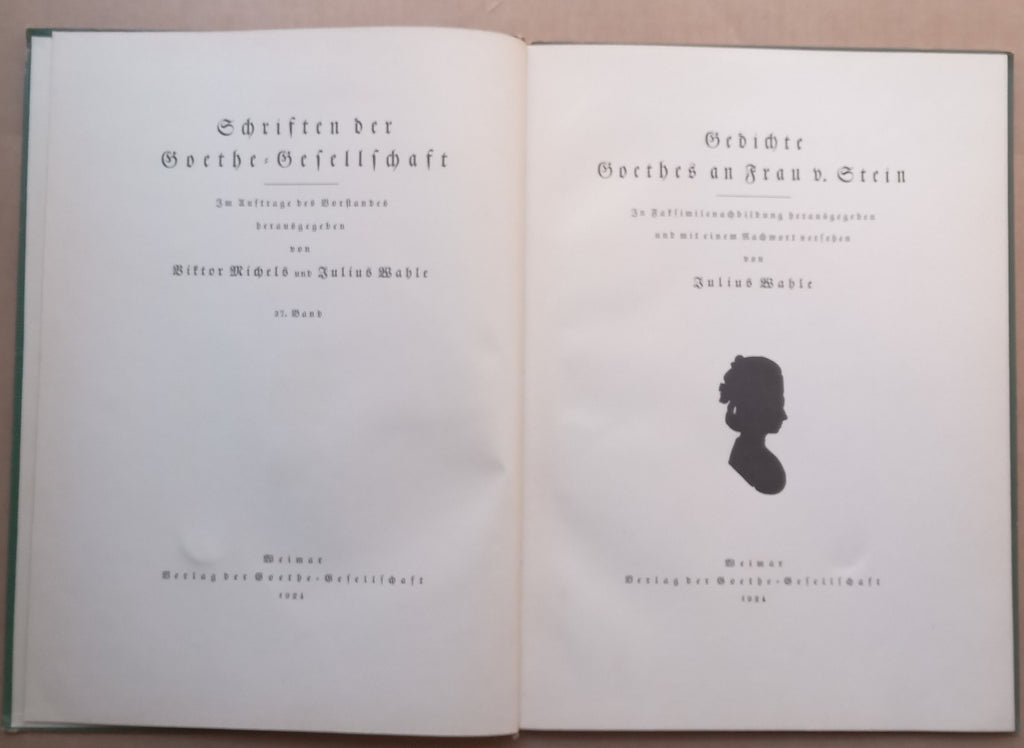 Schriften der
Goethe-Gesellschaft
Im Auftrage des Vorstandes
herausgegeben
von
Viktor Michels und Julius Wahle
37. Band
Weimar
Verlag der Goethe-Gesellschaft
1924
Gedichte
Goethes an Frau v. Stein
In Faksimilenachbildung herausgegeben
und mit einem Nachwort versehen
von
Julius Wahle
Weimar
Verlag der Goethe-Gesellschaft
1924